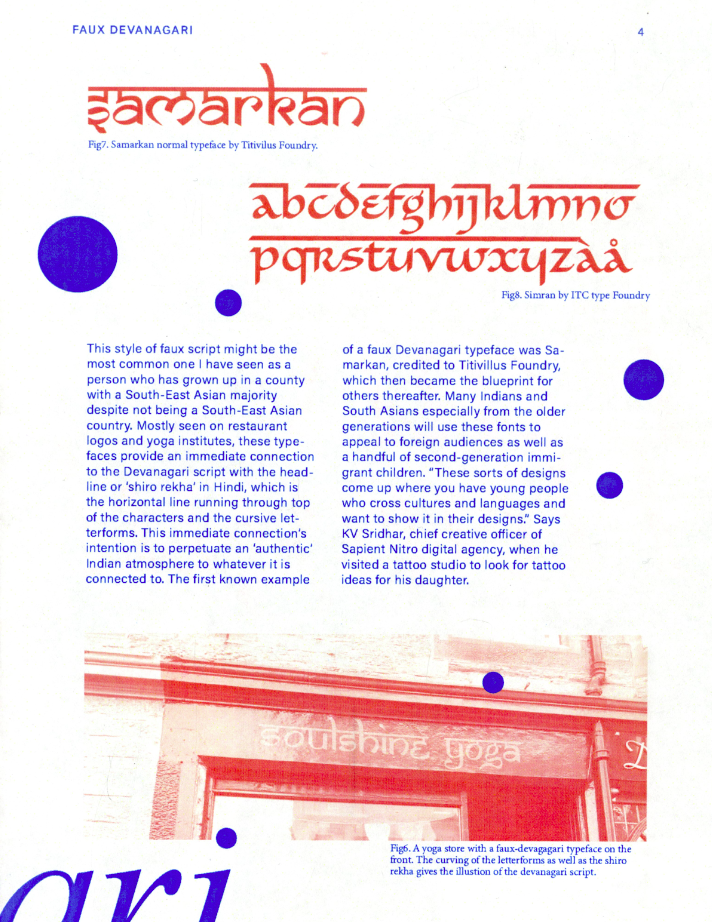 FAUX DEVANAGARI
4
samarkan
Fig7. Samarkan normal typeface by Titivilus Foundry.
abcdefghijklmno
pqrstuvwxyzàå
Fig8. Simran by ITC type Foundry
This style of faux script might be the
most common one I have seen as a
person who has grown up in a county
with a South-East Asian majority
despite not being a South-East Asian
country. Mostly seen on restaurant
logos and yoga institutes, these type-
faces provide an immediate connection
to the Devanagari script with the head-
line or 'shiro rekha' in Hindi, which is
the horizontal line running through top
of the characters and the cursive let-
terforms. This immediate connection's
intention is to perpetuate an 'authentic'
Indian atmosphere to whatever it is
connected to. The first known example
of a faux Devanagari typeface was Sa-
markan, credited to Titivillus Foundry,
which then became the blueprint for
others thereafter. Many Indians and
South Asians especially from the older
generations will use these fonts to
appeal to foreign audiences as well as
a handful of second-generation immi-
grant children. "These sorts of designs
come up where you have young people
who cross cultures and languages and
want to show it in their designs." Says
KV Sridhar, chief creative officer of
Sapient Nitro digital agency, when he
visited a tattoo studio to look for tattoo
ideas for his daughter.
soulshine yoga
D
Fig6. A yoga store with a faux-devagagari typeface on the
front. The curving of the letterforms as well as the shiro
rekha gives the illustion of the devanagari script.
ari